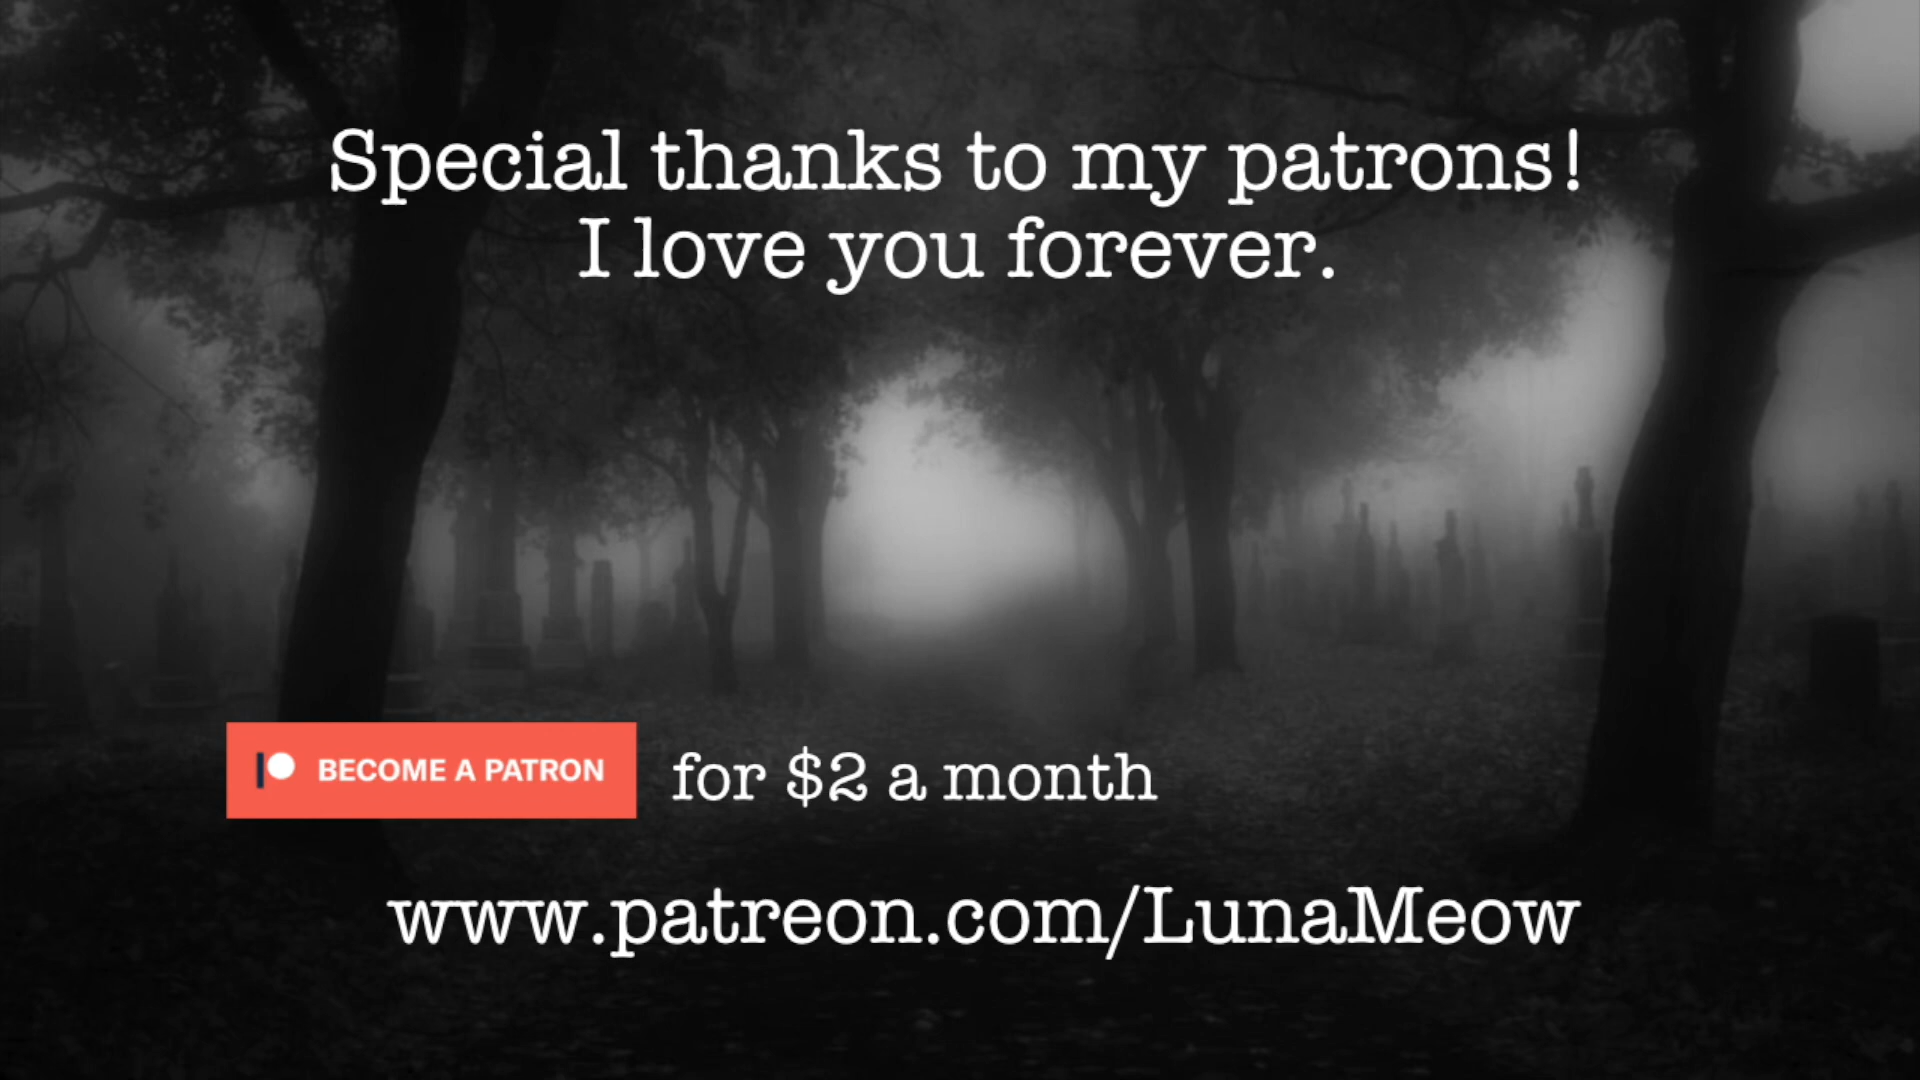 Special thanks to my patrons!
I love you forever.
BECOME A PATRON for $2 a month
www.patreon.com/LunaMeow